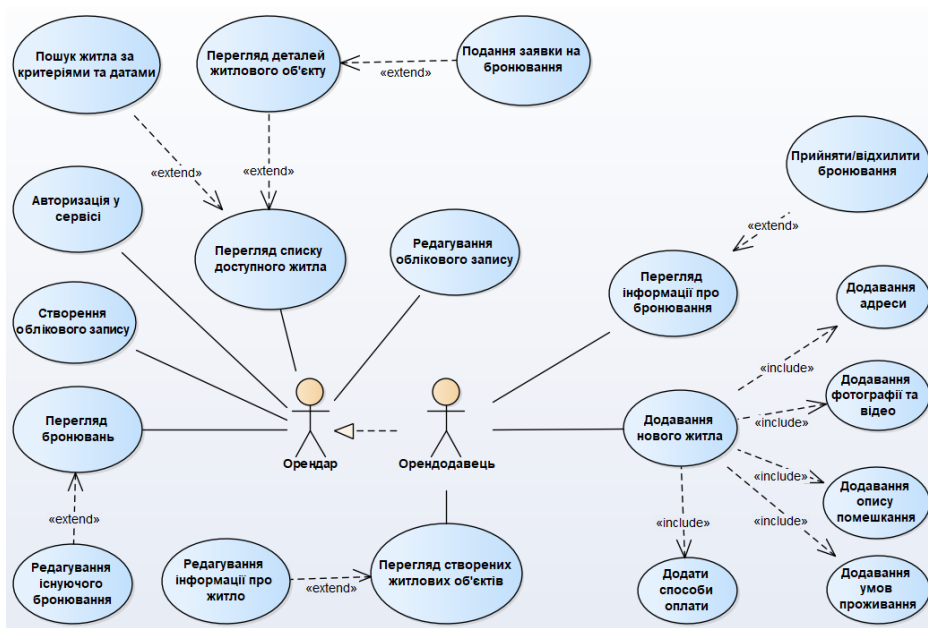 Пошук житла за
критеріями та датами
Перегляд деталей
житлового об'єкту
«extend»
Подання заявки на
бронювання
Прийняти/відхилити
бронювання
«extend»
«extend»
«extend»
Авторизація у
сервісі
Перегляд списку
доступного житла
Редагування
облікового запису
Перегляд
інформації про
бронювання
Створення
облікового запису
Додавання
адреси
«include»
Додавання
фотографії та
відео
«include»
Перегляд
бронювань
Орендар
Орендодавець
Додавання
нового житла
«include»
Додавання
опису
помешкання
«extend»
«include»
«include»
Редагування
існуючого
бронювання
Редагування
інформації про
житло
«extend»
Перегляд створених
житлових об'єктів
Додати
способи
оплати
Додавання
умов
проживання